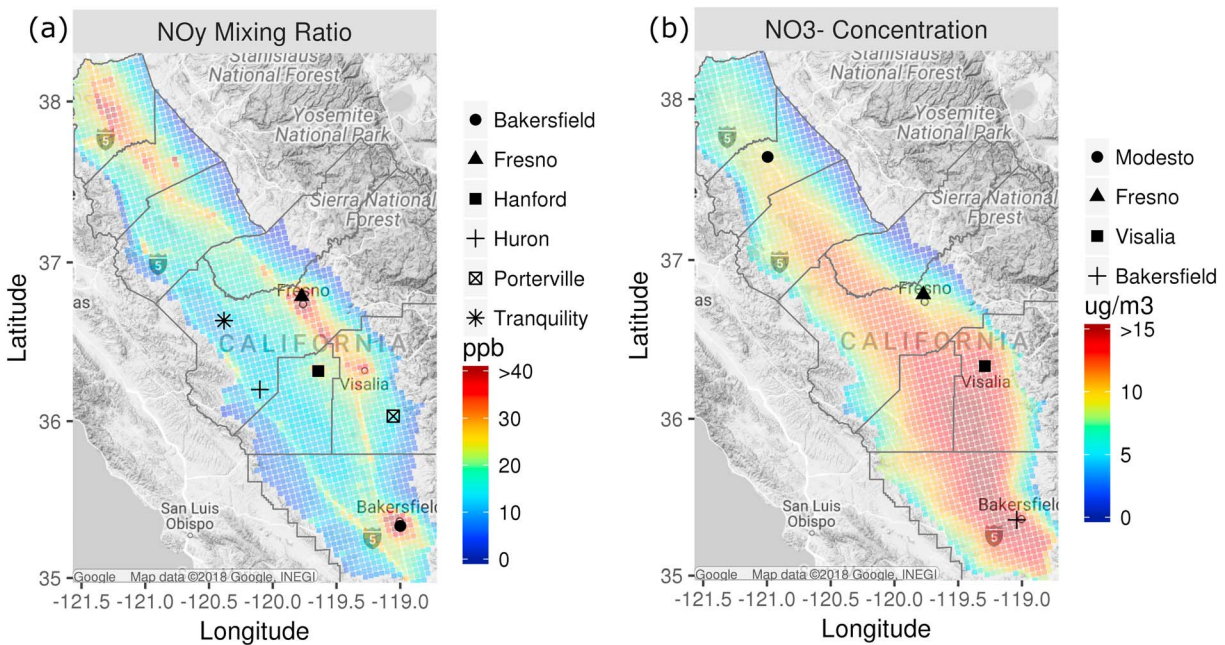 (a)
NOy Mixing Ratio
Stanislaus
National Forest
Yosemite
National Park
Sierra National
Forest
5
5
Fresno
CALIFORNIA
Visalia
Bakersfield
San Luis
Obispo
5
Google Map data ©2018 Google, INEGI
38
37
36
35
Latitude
-121.5 -121.0 -120.5 -120.0 -119.5 -119.0
Longitude
Bakersfield
Fresno
Hanford
Huron
Porterville
Tranquility
ppb
>40
30
20
10
0
(b)
NO3- Concentration
Stanislaus
National Forest
Yosemite
National Park
Sierra National
Forest
5
5
as
Fresno
CALIFORNIA
Visalia
Bakersfield
San Luis
Obispo
5
Google Map data ©2018 Google, INEGI
38
37
36
35
Latitude
-121.5 -121.0 -120.5 -120.0 -119.5 -119.0
Longitude
Modesto
Fresno
Visalia
Bakersfield
ug/m3
>15
10
5
0